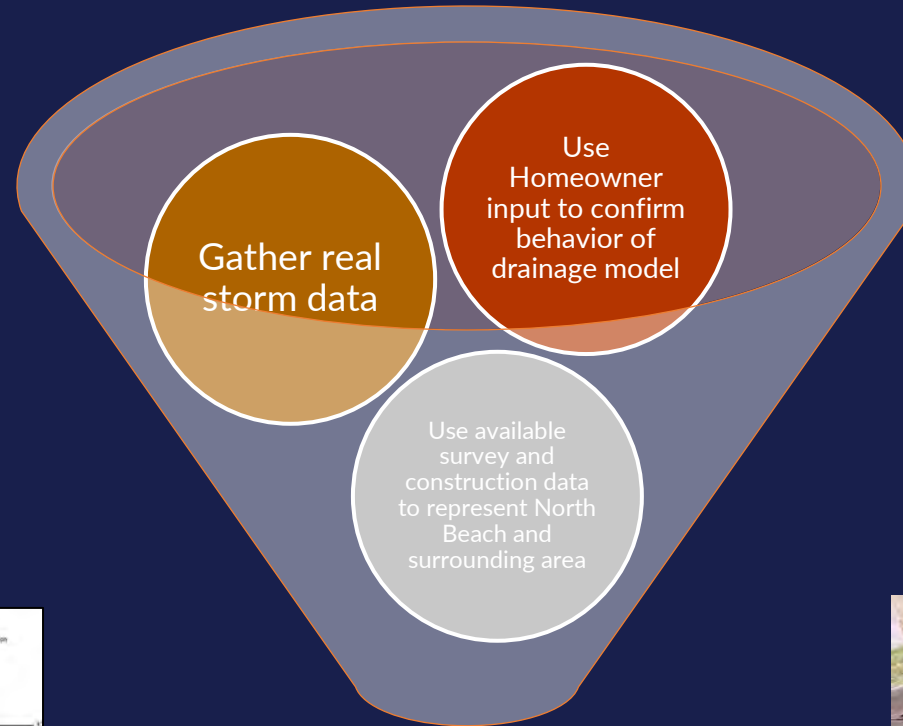 Gather real
storm data
Use
Homeowner
input to confirm
behavior of
drainage model
Use available
survey and
construction data
to represent North
Beach and
surrounding area